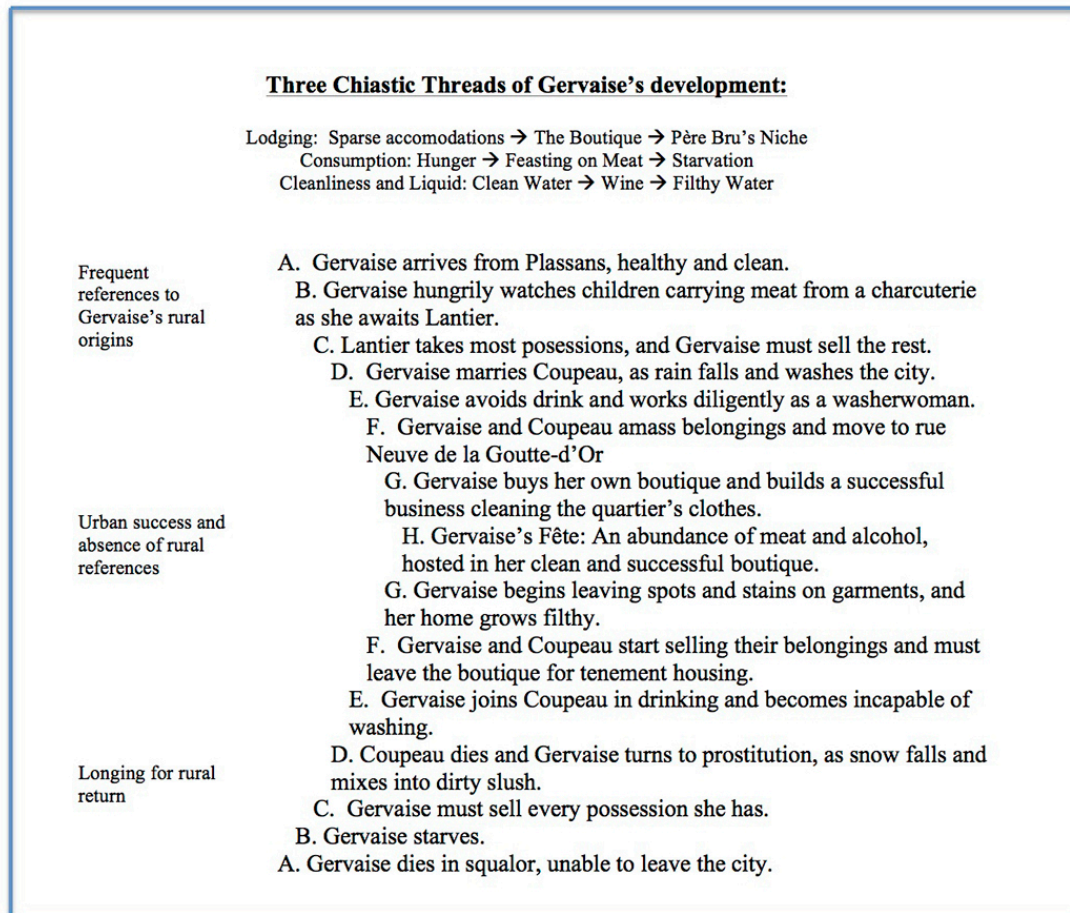 Three Chiastic Threads of Gervaise's development:
Lodging: Sparse accomodations → The Boutique → Père Bru's Niche
Consumption: Hunger → Feasting on Meat → Starvation
Cleanliness and Liquid: Clean Water → Wine → Filthy Water
Frequent
references to
Gervaise's rural
origins
A. Gervaise arrives from Plassans, healthy and clean.
B. Gervaise hungrily watches children carrying meat from a charcuterie
as she awaits Lantier.
C. Lantier takes most posessions, and Gervaise must sell the rest.
D. Gervaise marries Coupeau, as rain falls and washes the city.
E. Gervaise avoids drink and works diligently as a washerwoman.
F. Gervaise and Coupeau amass belongings and move to rue
Neuve de la Goutte-d'Or
G. Gervaise buys her own boutique and builds a successful
business cleaning the quartier's clothes.
Urban success and
absence of rural
references
H. Gervaise's Fête: An abundance of meat and alcohol,
hosted in her clean and successful boutique.
G. Gervaise begins leaving spots and stains on garments, and
her home grows filthy.
F. Gervaise and Coupeau start selling their belongings and must
leave the boutique for tenement housing.
E. Gervaise joins Coupeau in drinking and becomes incapable of
washing.
Longing for rural
return
D. Coupeau dies and Gervaise turns to prostitution, as snow falls and
mixes into dirty slush.
C. Gervaise must sell every possession she has.
B. Gervaise starves.
A. Gervaise dies in squalor, unable to leave the city.